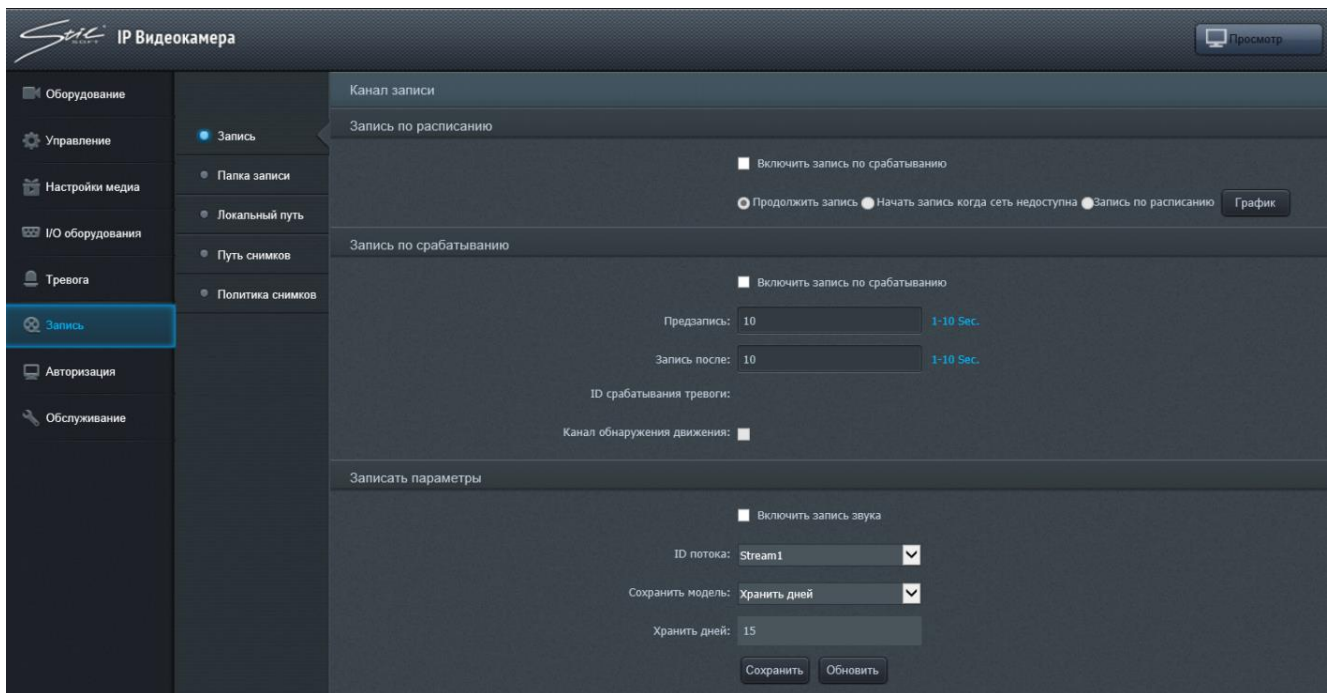 Stil SOFT IP Видеокамера
Просмотр
Оборудование
Управление
Настройки медиа
I/O оборудования
Тревога
Запись
Авторизация
Обслуживание
Запись
Папка записи
Локальный путь
Путь снимков
Политика снимков
Канал записи
Запись по расписанию
Включить запись по срабатыванию
Продолжить запись Начать запись когда сеть недоступна Запись по расписанию График
Запись по срабатыванию
Включить запись по срабатыванию
Предзапись: 10 1-10 Sec.
Запись после: 10 1-10 Sec.
ID срабатывания тревоги:
Канал обнаружения движения:
Записать параметры
Включить запись звука
ID потока: Stream1
Сохранить модель: Хранить дней
Хранить дней: 15
Сохранить Обновить